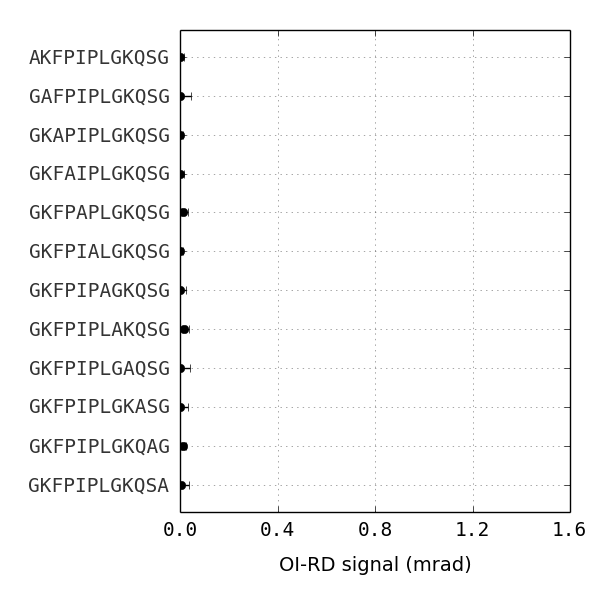 AKFPIPLGKQSG
GAFPIPLGKQSG
GKAPIPLGKQSG
GKFAIPLGKQSG
GKFPAPLGKQSG
GKFPIALGKQSG
GKFPIPAGKQSG
GKFPIPLAKQSG
GKFPIPLGAQSG
GKFPIPLGKASG
GKFPIPLGKQAG
GKFPIPLGKQSA
0.0 0.4 0.8 1.2 1.6
OI-RD signal (mrad)